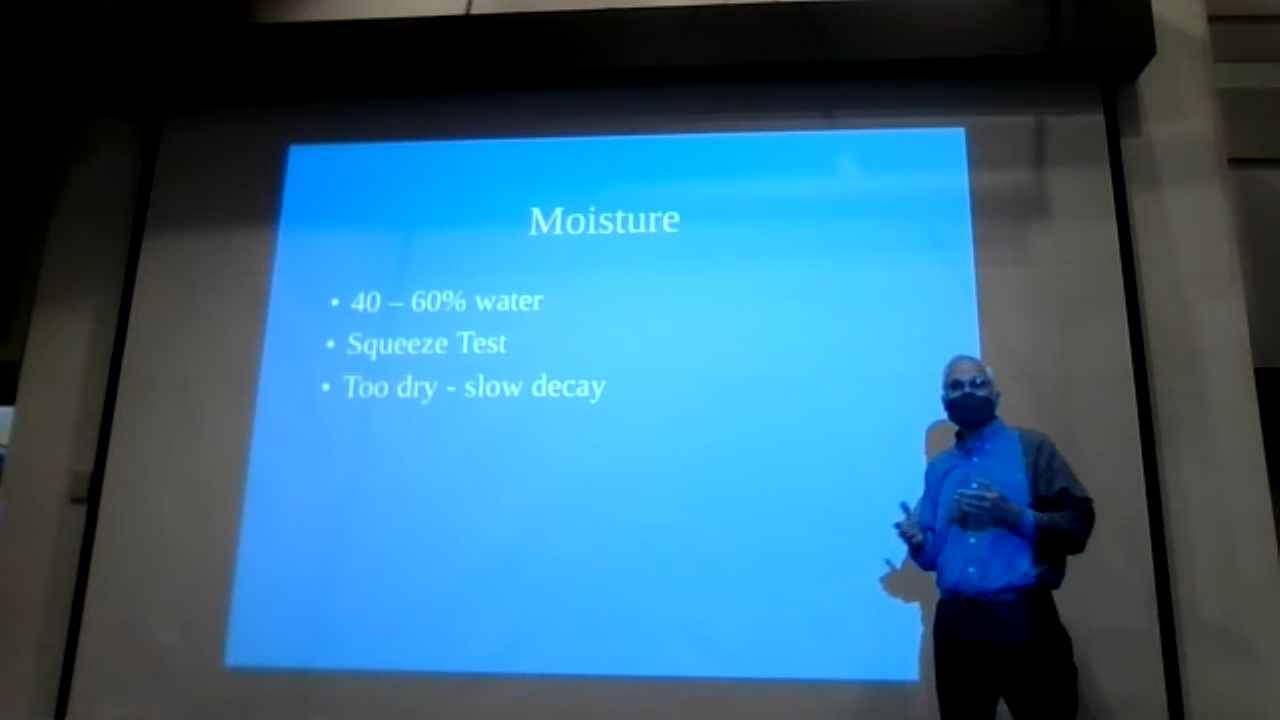 Moisture
• 40 – 60% water
• Squeeze Test
• Too dry - slow decay